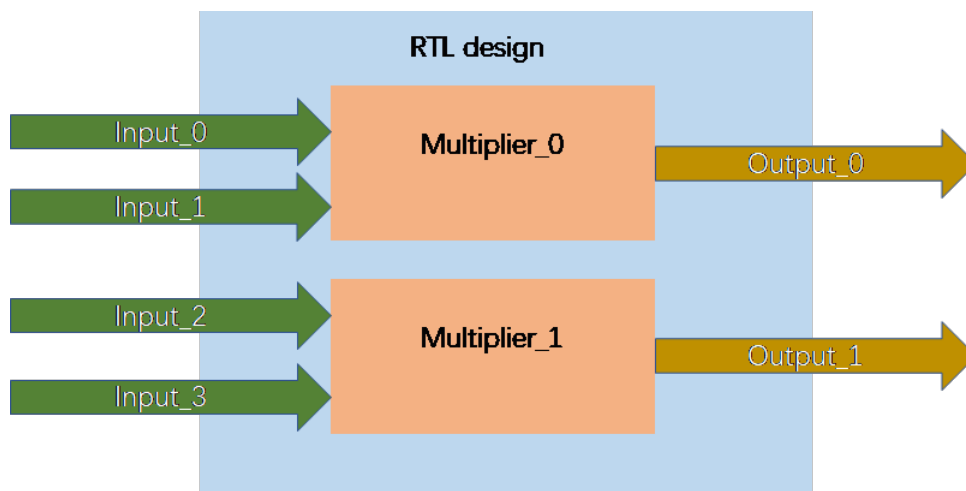 RTL design
Input_0
Multiplier_0
Output_0
Input_1
Input_2
Multiplier_1
Output_1
Input_3